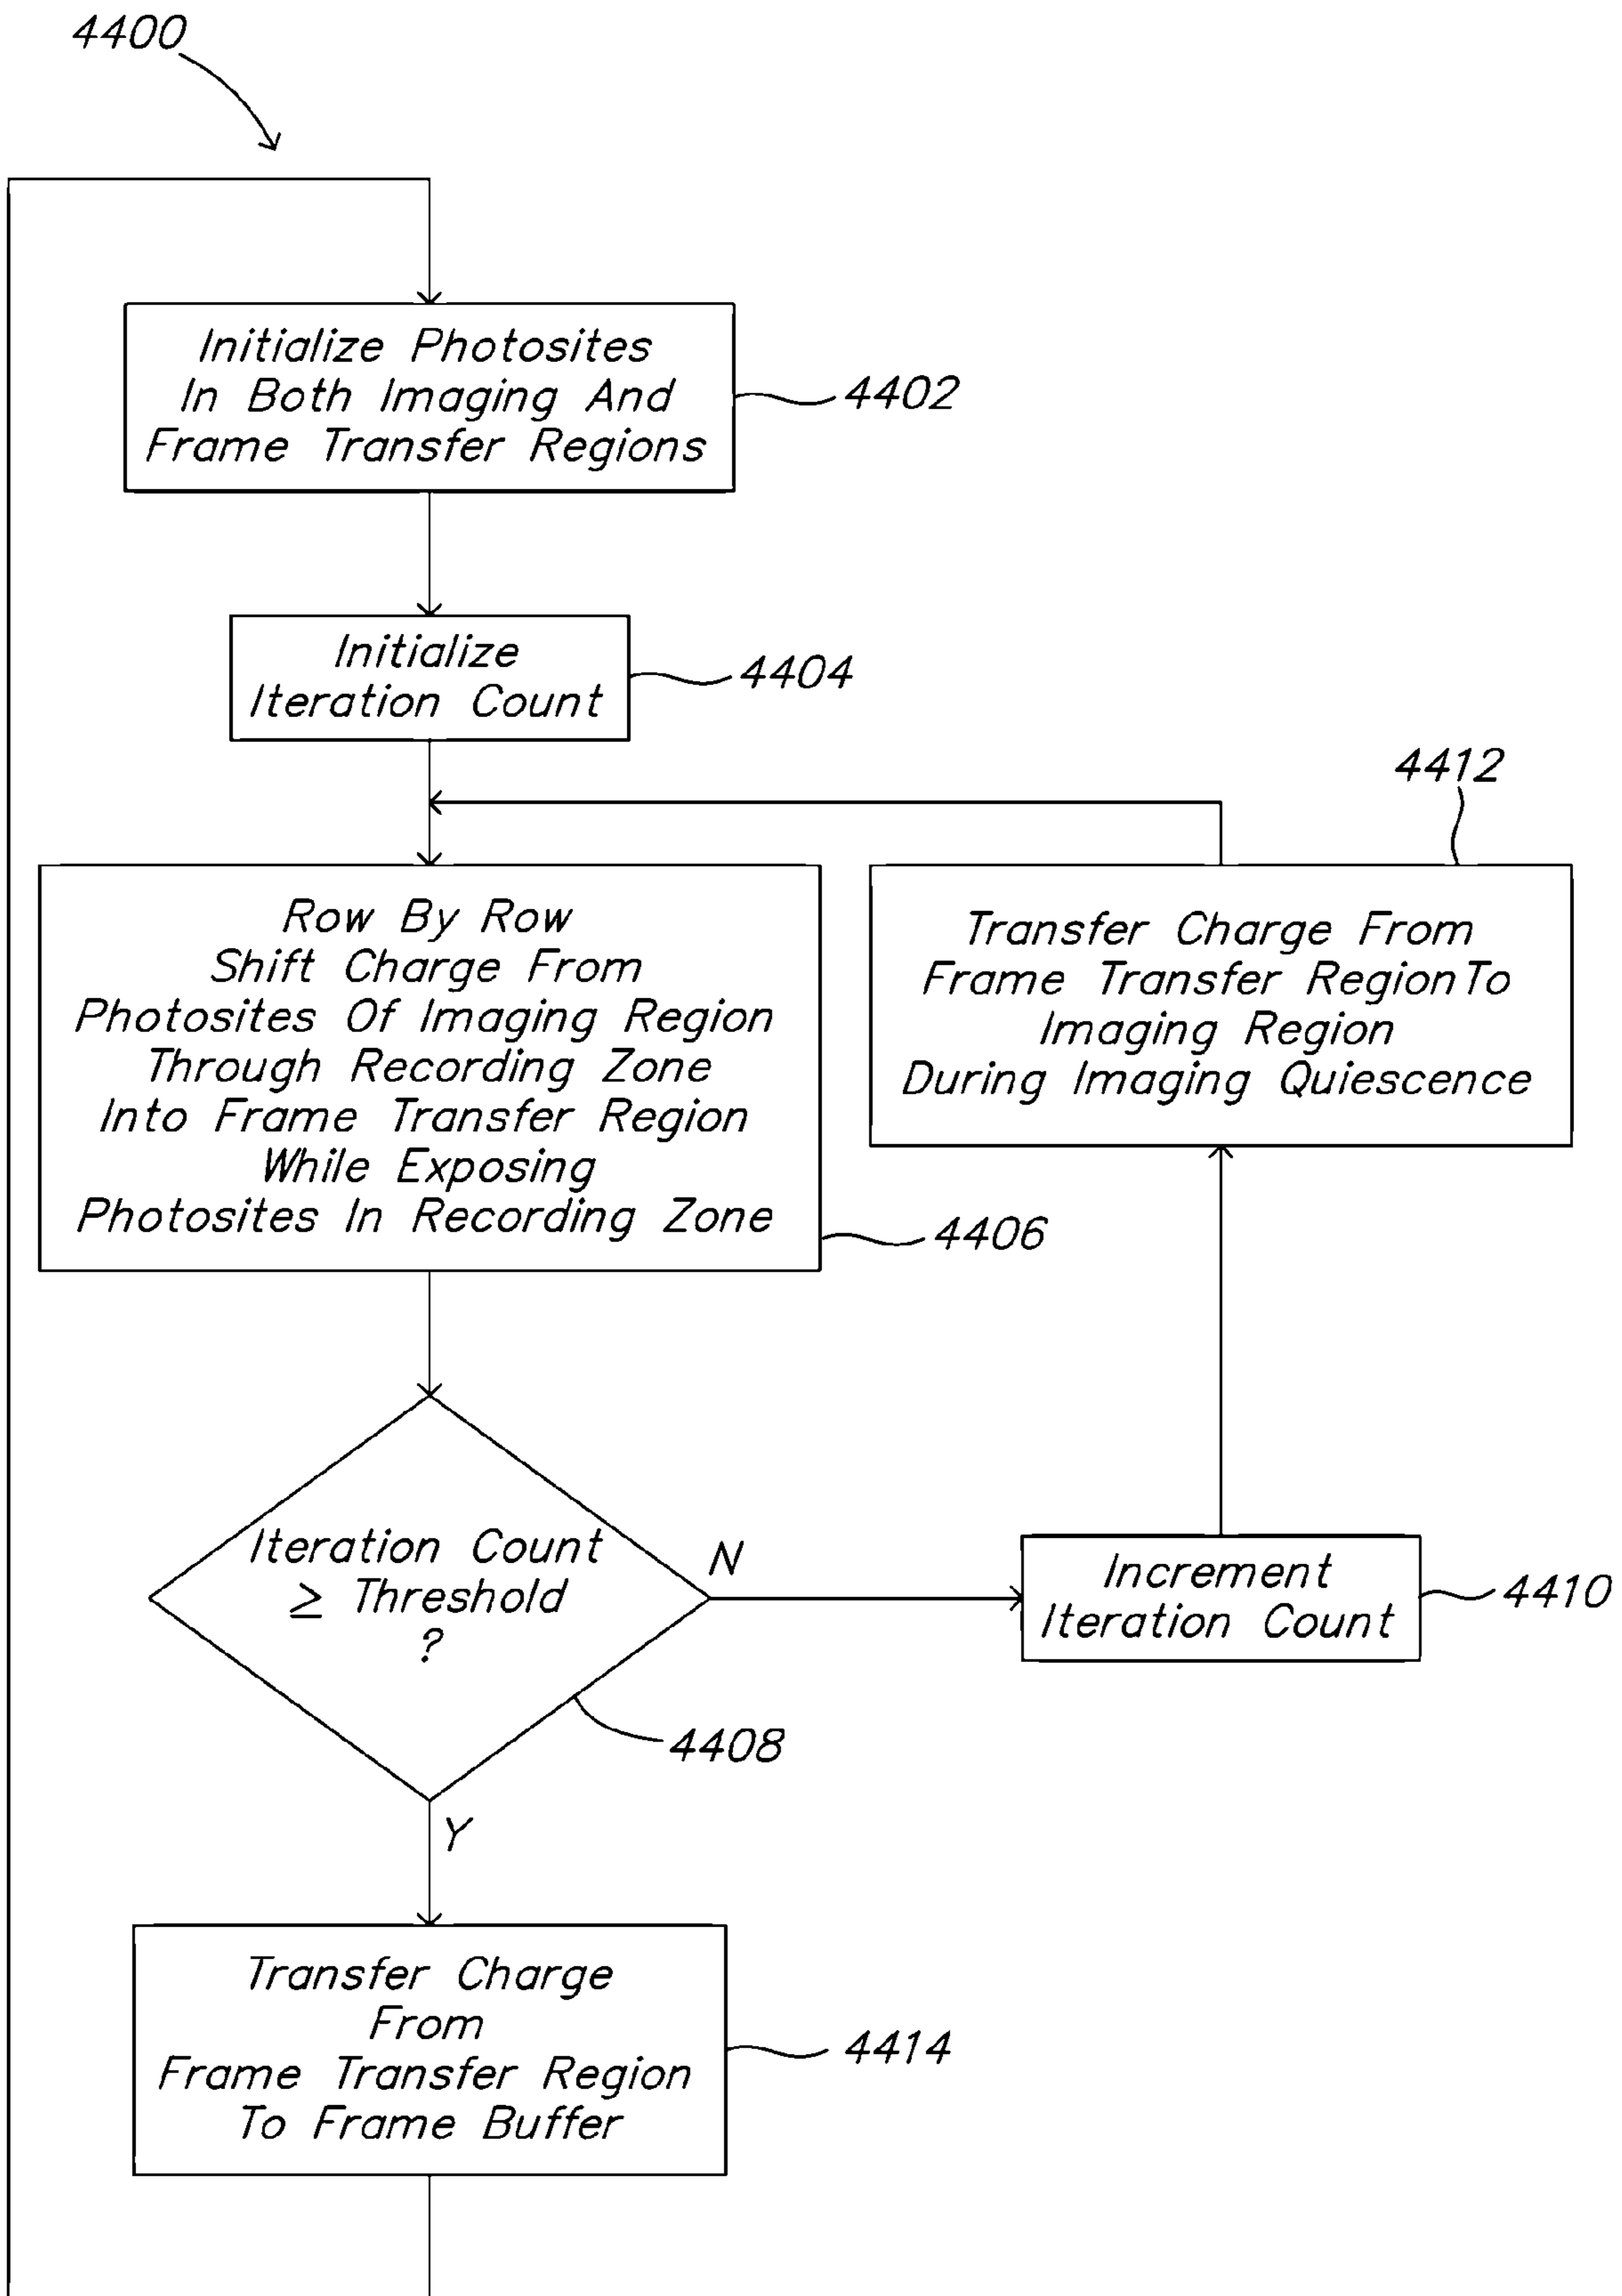 4400
Initialize Photosites
In Both Imaging And
Frame Transfer Regions
4402
Initialize
Iteration Count
4404
4412
Row By Row
Shift Charge From
Photosites Of Imaging Region
Through Recording Zone
Into Frame Transfer Region
While Exposing
Photosites In Recording Zone
4406
Transfer Charge From
Frame Transfer RegionTo
Imaging Region
During Imaging Quiescence
Iteration Count
≥ Threshold
?
4408
N
Increment
Iteration Count
4410
Y
Transfer Charge
From
Frame Transfer Region
To Frame Buffer
4414